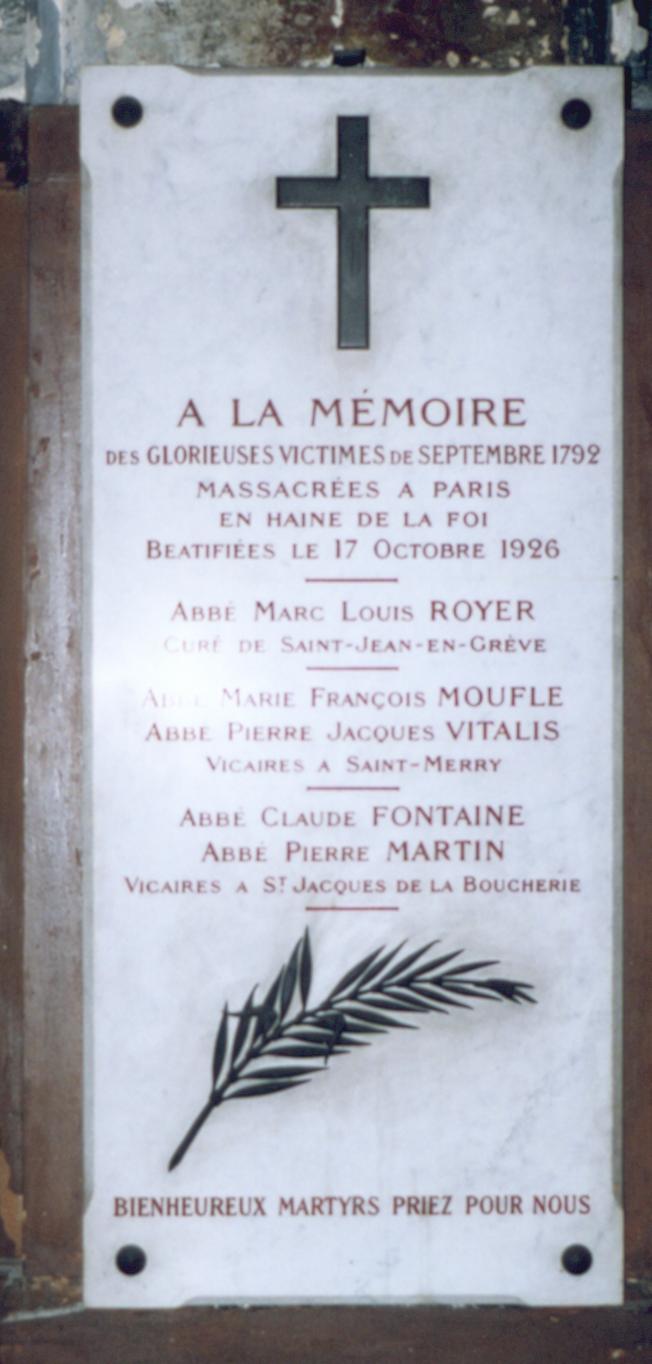 A LA MÉMOIRE
DES GLORIEUSES VICTIMES DE SEPTEMBRE 1792
MASSACRÉES A PARIS
EN HAINE DE LA FOI
BEATIFIÉES LE 17 OCTOBRE 1926
ABBÉ MARC LOUIS ROYER
CURÉ DE SAINT-JEAN-EN-GRÈVE
ABBÉ MARIE FRANÇOIS MOUFLE
ABBÉ PIERRE JACQUES VITALIS
VICAIRES A SAINT-MERRY
ABBÉ CLAUDE FONTAINE
ABBÉ PIERRE MARTIN
VICAIRES A ST JACQUES DE LA BOUCHERIE
BIENHEUREUX MARTYRS PRIEZ POUR NOUS